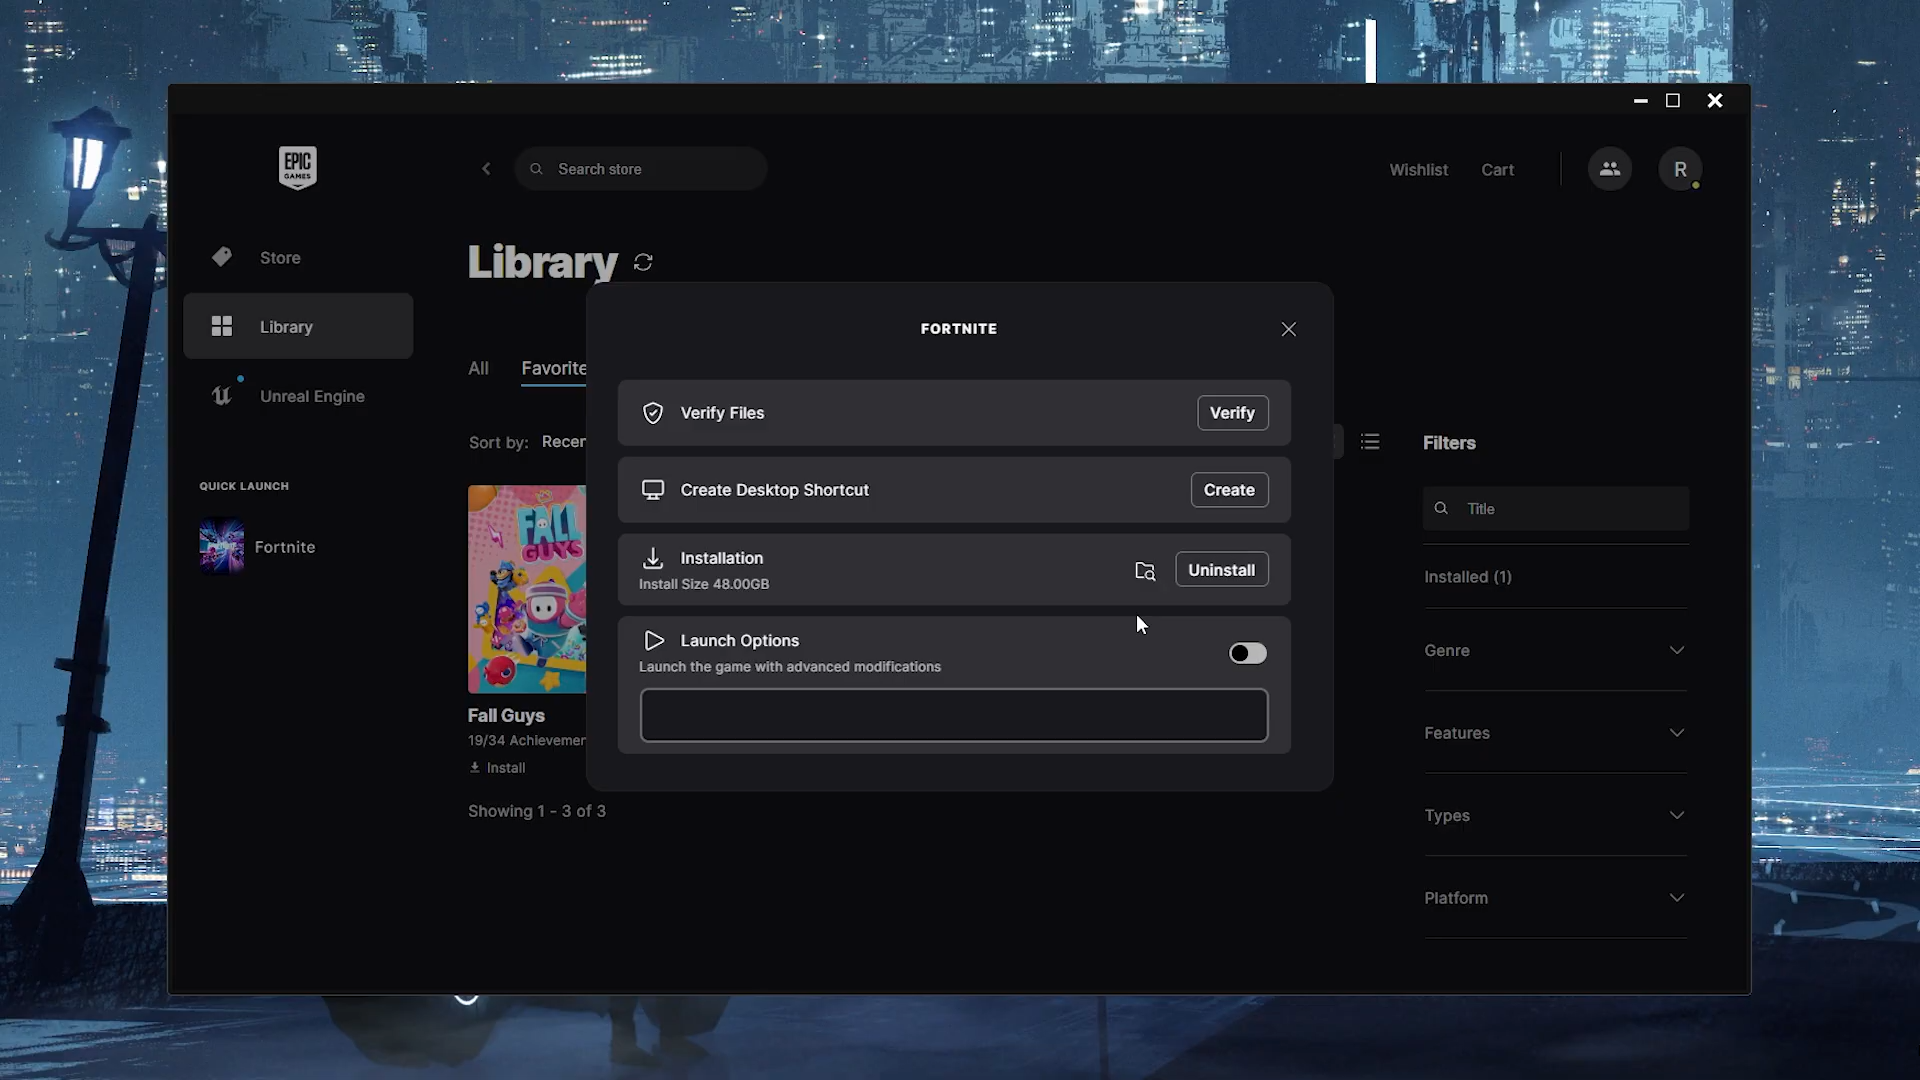 EPIC
GAMES
Search store
Wishlist
Cart
R
Store
Library
Unreal Engine
QUICK LAUNCH
Fortnite
Library
All
Favorite
Sort by: Recen
FALL
GUYS
Fall Guys
19/34 Achievemen
Install
Showing 1 - 3 of 3
FORTNITE
Verify Files
Verify
Create Desktop Shortcut
Create
Installation
Install Size 48.00GB
Uninstall
Launch Options
Launch the game with advanced modifications
Filters
Title
Installed (1)
Genre
Features
Types
Platform